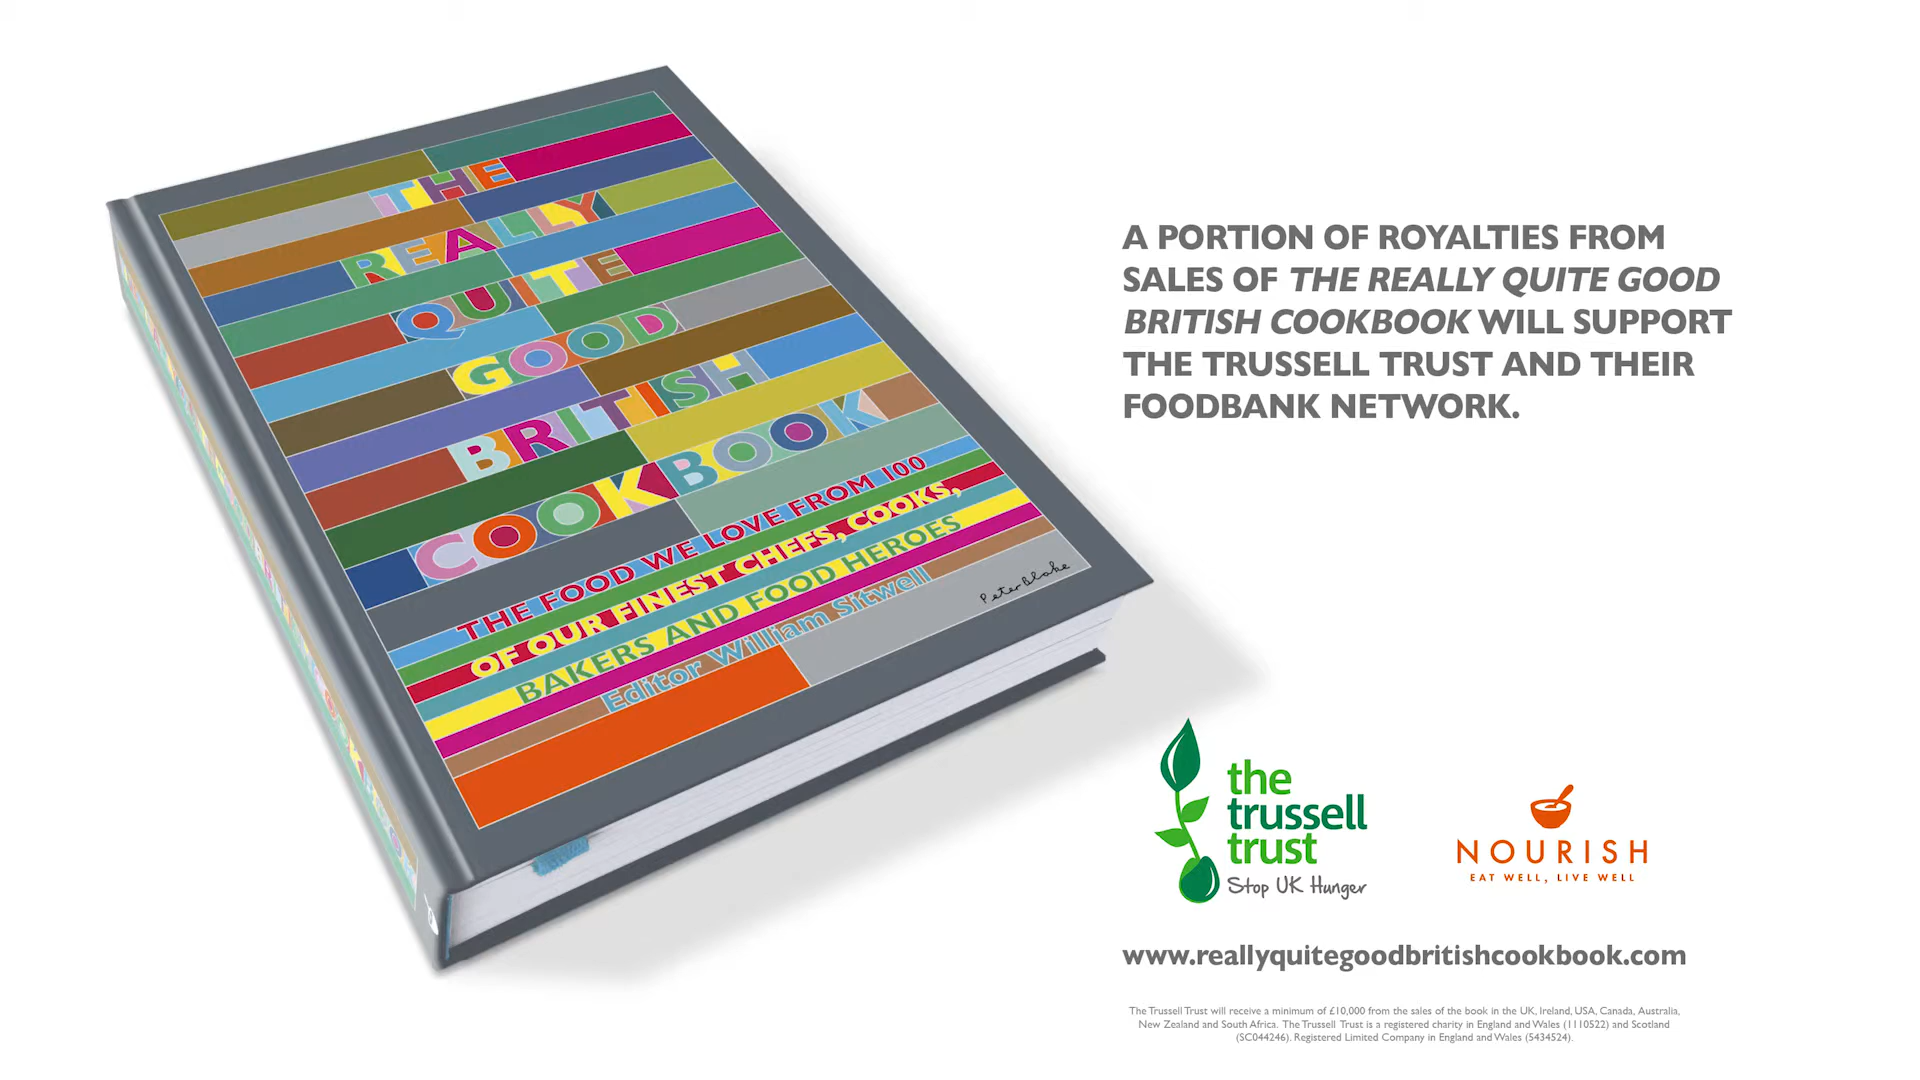 THE
REALLY
QUITE
GOOD
BRITISH
COOKBOOK
THE FOOD WE LOVE FROM 100
OF OUR FINEST CHEFS, COOKS,
BAKERS AND FOOD HEROES
Editor William Sitwell
Peter Blake
A PORTION OF ROYALTIES FROM
SALES OF THE REALLY QUITE GOOD
BRITISH COOKBOOK WILL SUPPORT
THE TRUSSELL TRUST AND THEIR
FOODBANK NETWORK.
the
trussell
trust
Stop UK Hunger
NOURISH
EAT WELL, LIVE WELL
www.reallyquitegoodbritishcookbook.com
The Trussell Trust will receive a minimum of £10,000 from the sales of the book in the UK, Ireland, USA, Canada, Australia,
New Zealand and South Africa. The Trussell Trust is a registered charity in England and Wales (1110522) and Scotland
(SC044246). Registered Limited Company in England and Wales (5434524).